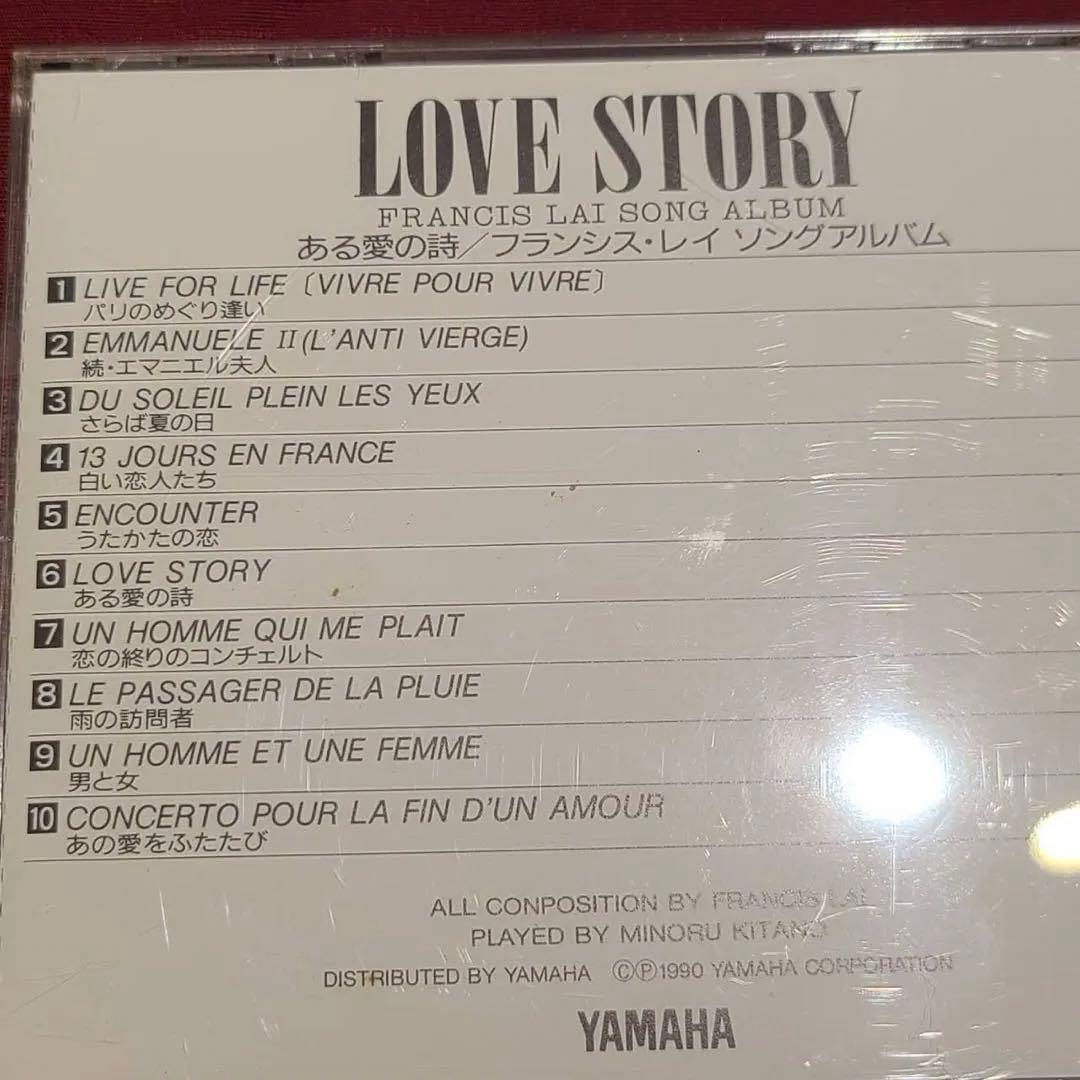 LOVE STORY
FRANCIS LAI SONG ALBUM
ある愛の詩/フランシス・レイ ソングアルバム
1 LIVE FOR LIFE〔VIVRE POUR VIVRE〕
パリのめぐり逢い
2 EMMANUELE II(L'ANTI VIERGE)
続・エマニエル夫人
3 DU SOLEIL PLEIN LES YEUX
さらば夏の日
4 13 JOURS EN FRANCE
白い恋人たち
5 ENCOUNTER
うたかたの恋
6 LOVE STORY
ある愛の詩
7 UN HOMME QUI ME PLAIT
恋の終りのコンチェルト
8 LE PASSAGER DE LA PLUIE
雨の訪問者
9 UN HOMME ET UNE FEMME
男と女
10 CONCERTO POUR LA FIN D'UN AMOUR
あの愛をふたたび
ALL CONPOSITION BY FRANCIS LAI
PLAYED BY MINORU KITANO
DISTRIBUTED BY YAMAHA ©℗1990 YAMAHA CORPORATION
YAMAHA